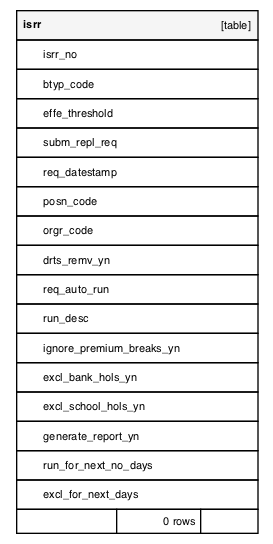 isrr [table]
isrr_no
btyp_code
effe_threshold
subm_repl_req
req_datestamp
posn_code
orgr_code
drts_remv_yn
req_auto_run
run_desc
ignore_premium_breaks_yn
excl_bank_hols_yn
excl_school_hols_yn
generate_report_yn
run_for_next_no_days
excl_for_next_days
0 rows